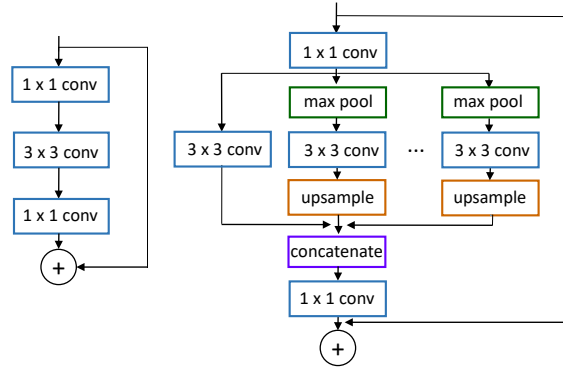 1 x 1 conv
3 x 3 conv
1 x 1 conv
+
1 x 1 conv
max pool
max pool
3 x 3 conv
3 x 3 conv
...
3 x 3 conv
upsample
upsample
concatenate
1 x 1 conv
+